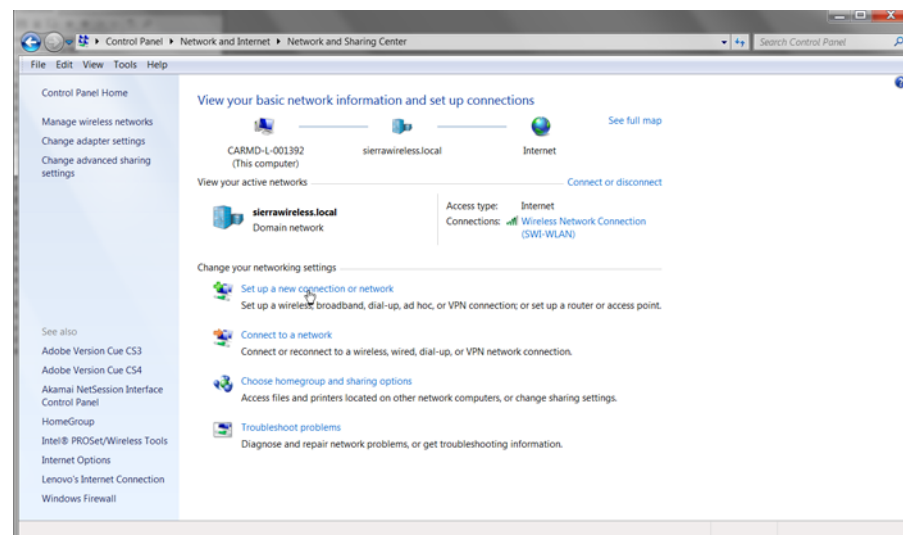 Control Panel ▸ Network and Internet ▸ Network and Sharing Center
Search Control Panel
File Edit View Tools Help
Control Panel Home
Manage wireless networks
Change adapter settings
Change advanced sharing
settings
See also
Adobe Version Cue CS3
Adobe Version Cue CS4
Akamai NetSession Interface
Control Panel
HomeGroup
Intel® PROSet/Wireless Tools
Internet Options
Lenovo's Internet Connection
Windows Firewall
View your basic network information and set up connections
See full map
CARMD-L-001392
(This computer)
sierrawireless.local
Internet
View your active networks
Connect or disconnect
sierrawireless.local
Domain network
Access type: Internet
Connections: Wireless Network Connection
(SWI-WLAN)
Change your networking settings
Set up a new connection or network
Set up a wireless, broadband, dial-up, ad hoc, or VPN connection; or set up a router or access point.
Connect to a network
Connect or reconnect to a wireless, wired, dial-up, or VPN network connection.
Choose homegroup and sharing options
Access files and printers located on other network computers, or change sharing settings.
Troubleshoot problems
Diagnose and repair network problems, or get troubleshooting information.